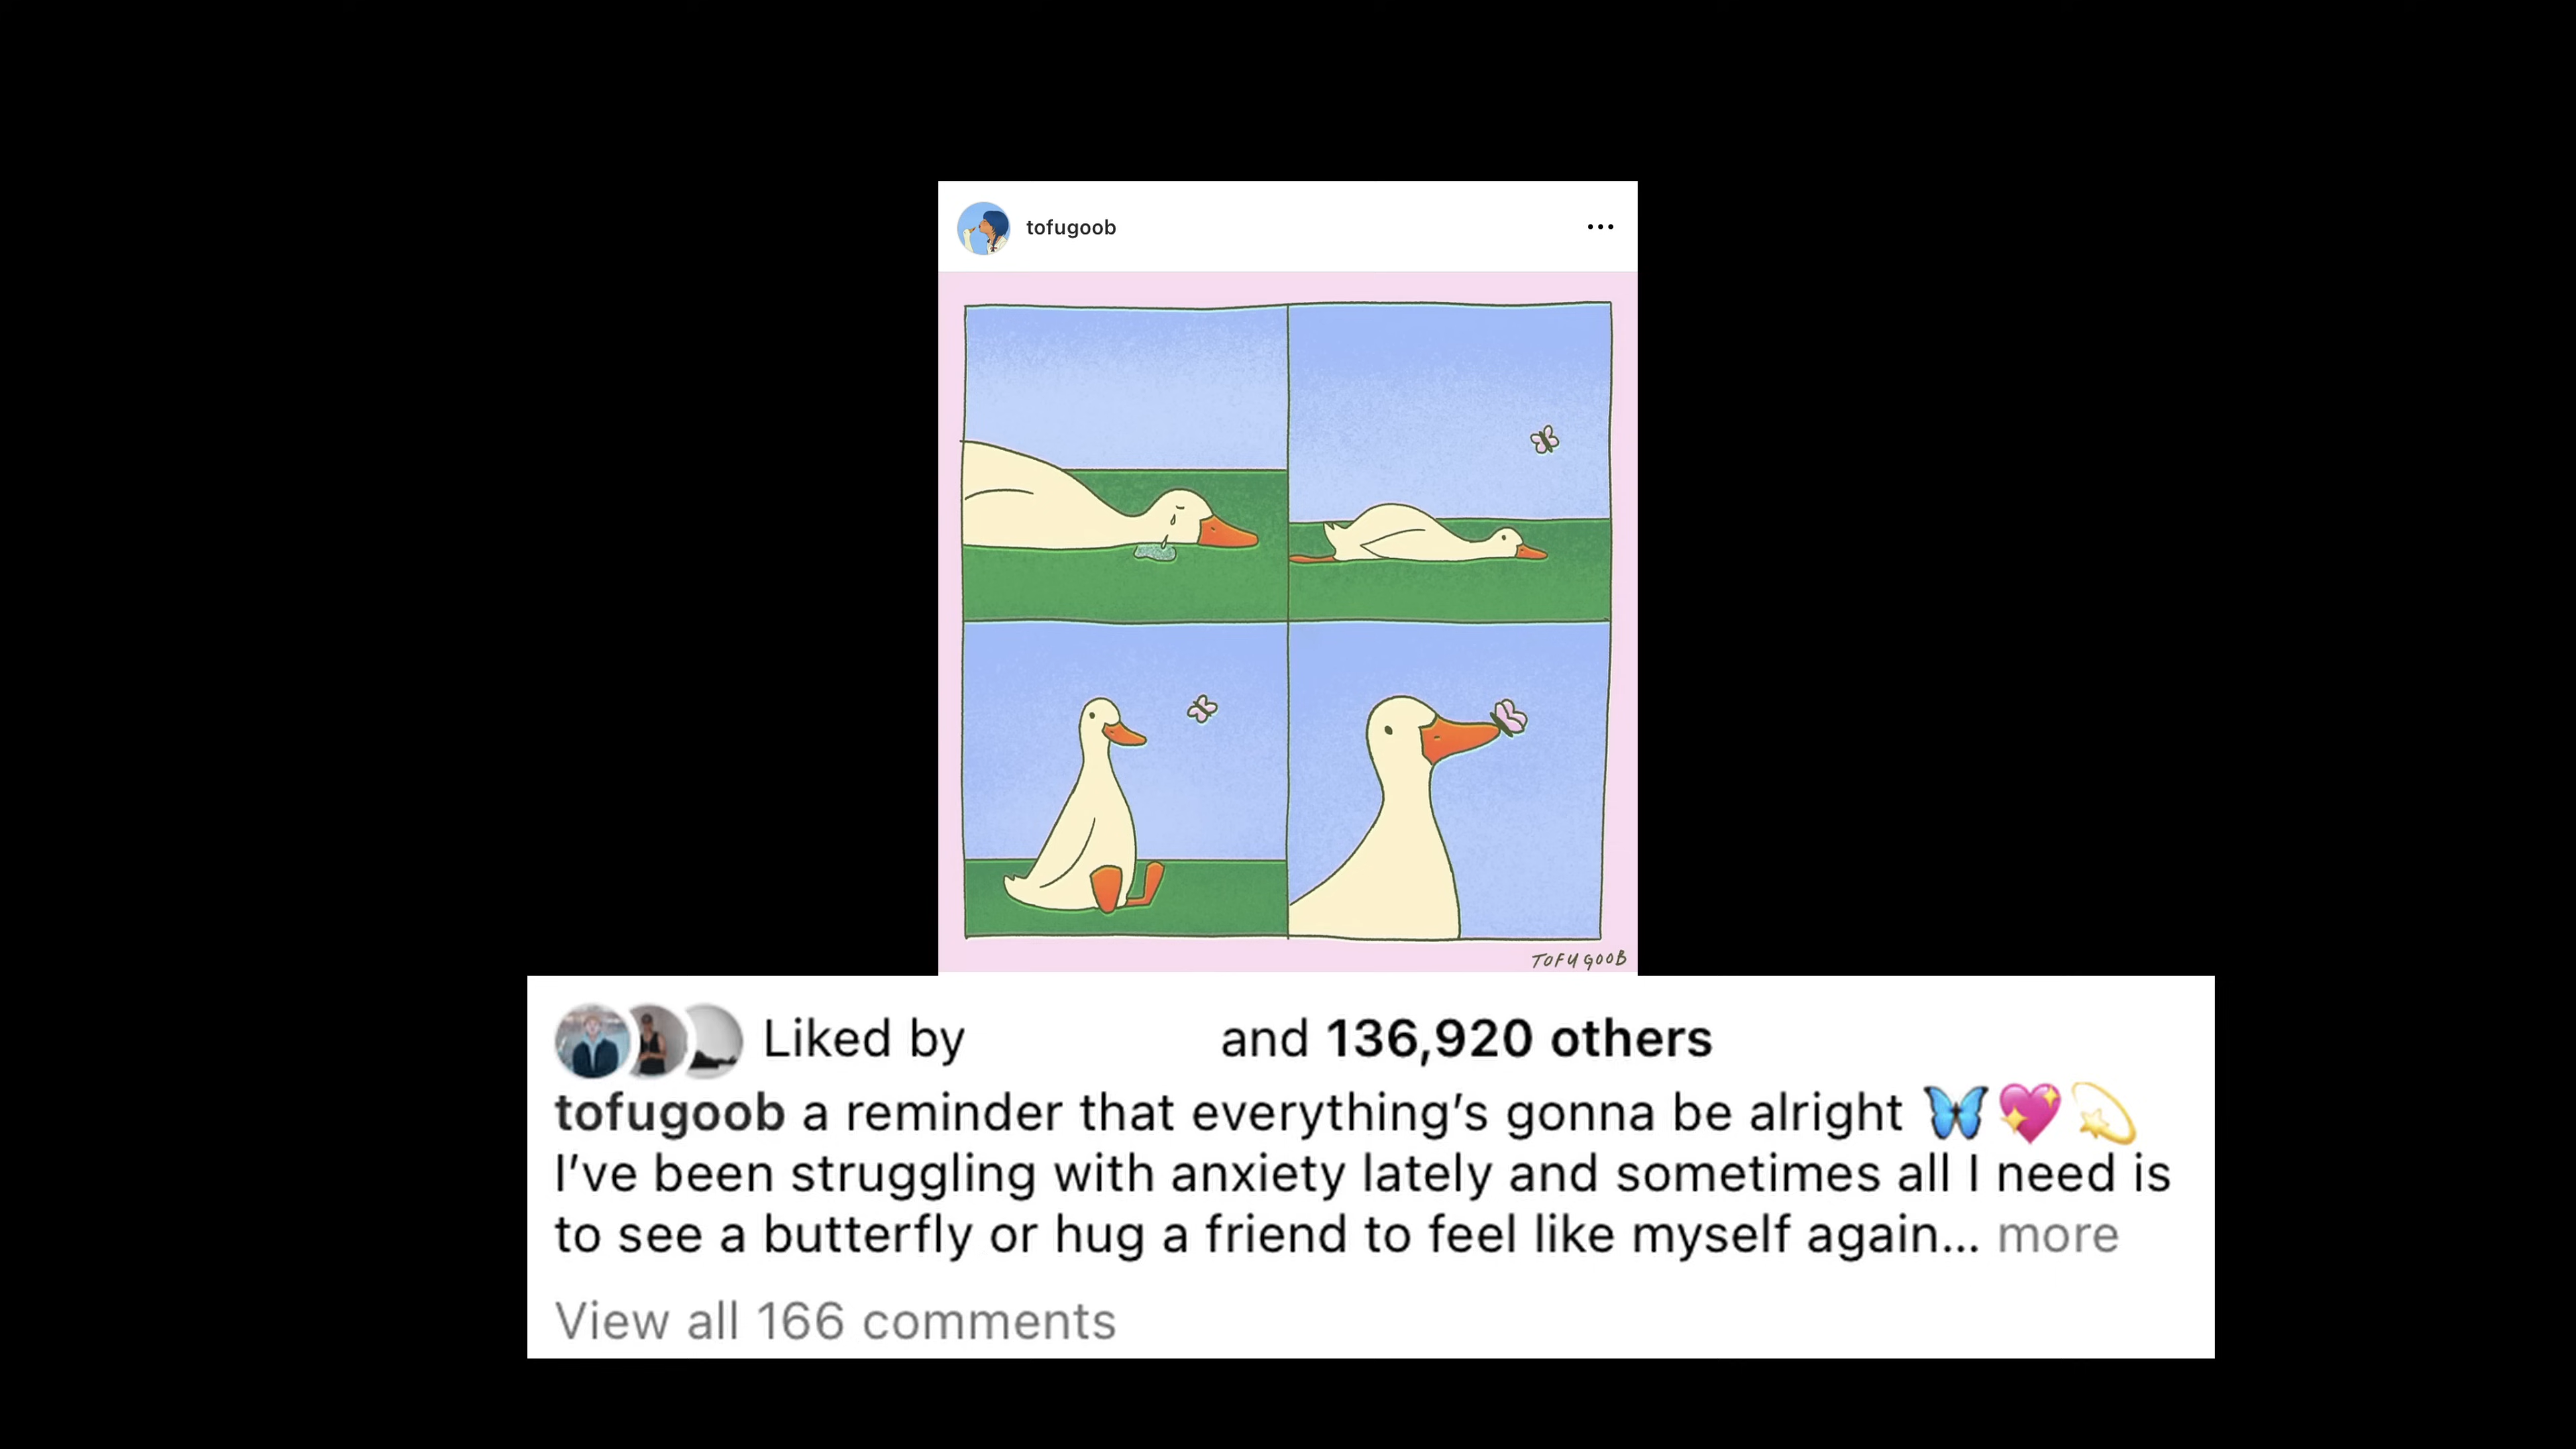 tofugoob
TOFU GOOB
Liked by and 136,920 others
tofugoob a reminder that everything’s gonna be alright 🦋💖💫
I’ve been struggling with anxiety lately and sometimes all I need is
to see a butterfly or hug a friend to feel like myself again... more
View all 166 comments